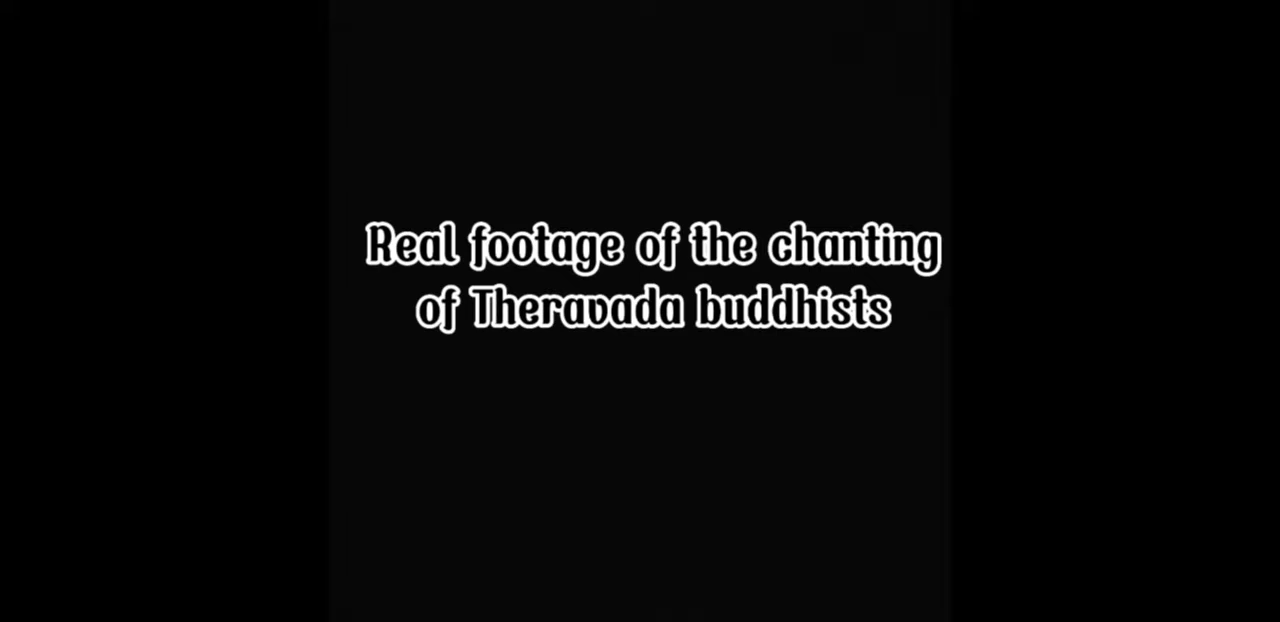 Real footage of the chanting
of Theravada buddhists